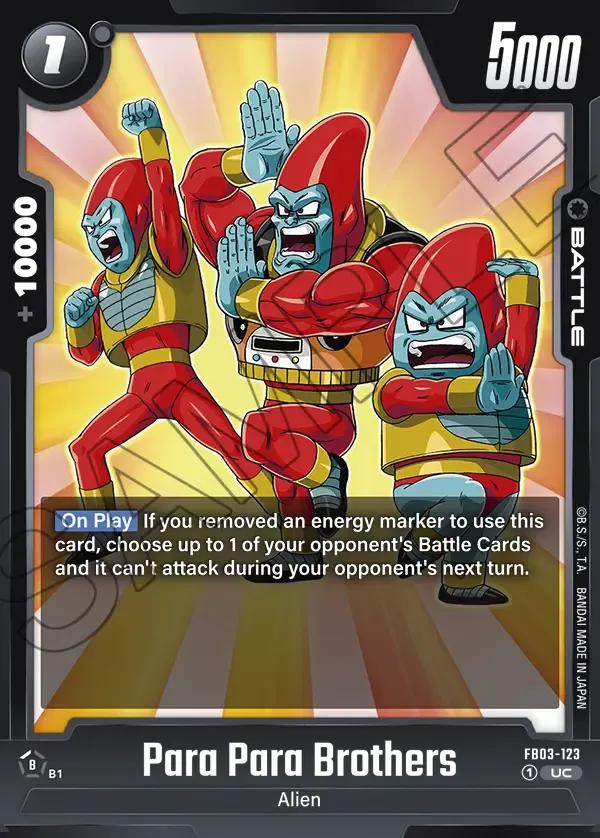 1
5000
+10000
BATTLE
SAMPLE
On Play If you removed an energy marker to use this
card, choose up to 1 of your opponent's Battle Cards
and it can't attack during your opponent's next turn.
©B.S./S., T.A. BANDAI MADE IN JAPAN
B
B1
Para Para Brothers
FB03-123
1 UC
Alien